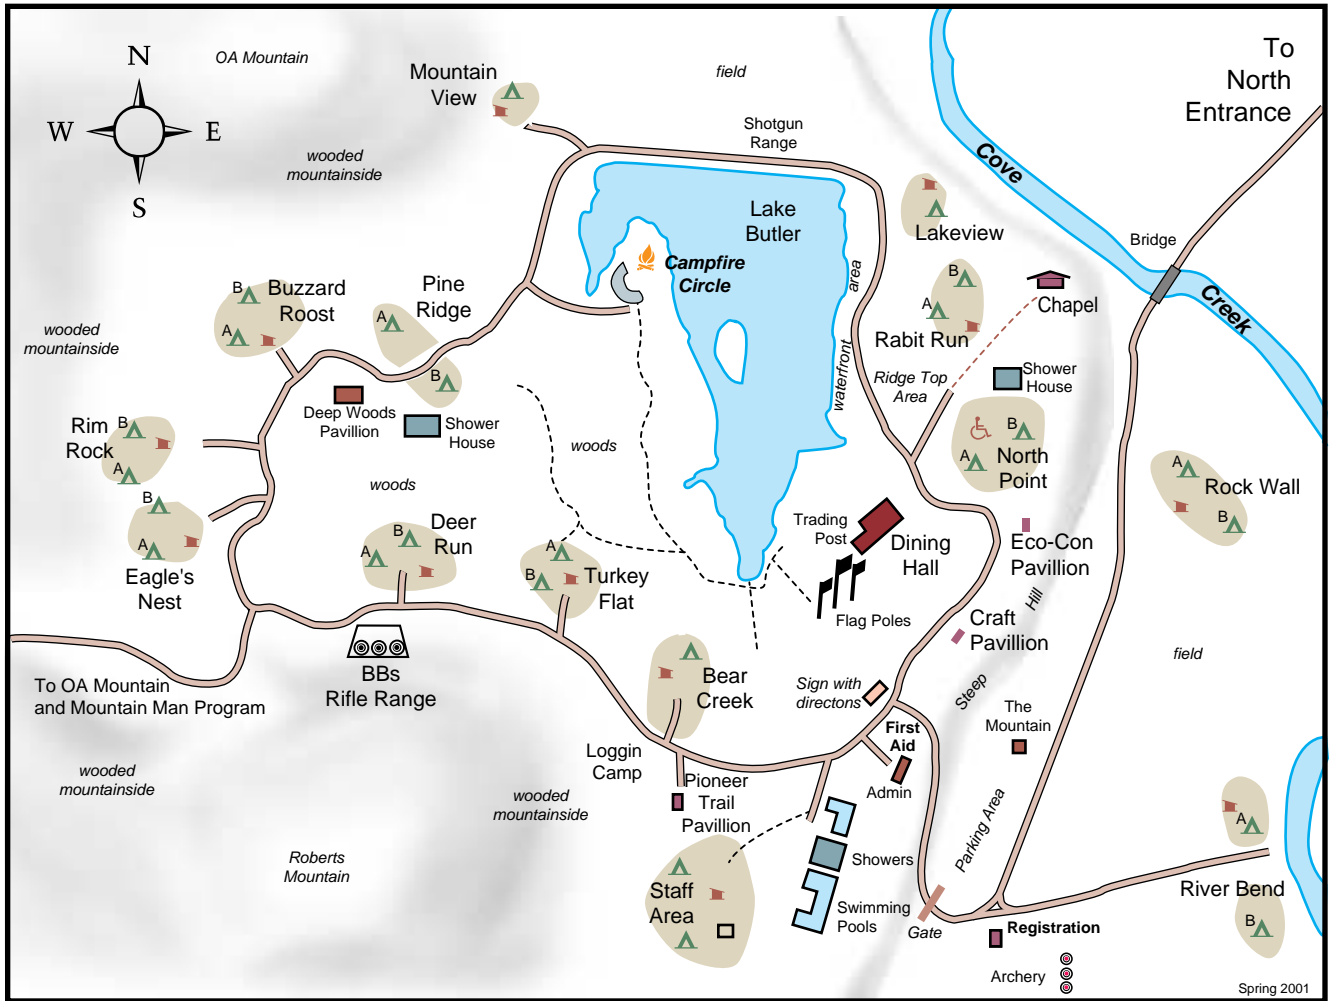 To
North
Entrance
N
W
E
S
OA Mountain
Mountain
View
field
Shotgun
Range
wooded
mountainside
Cove
Creek
Bridge
Lake
Butler
Lakeview
Campfire
Circle
waterfront area
B
A
Rabit Run
Chapel
Ridge Top
Area
Shower
House
B
A
Buzzard
Roost
Pine
Ridge
A
B
wooded
mountainside
Deep Woods
Pavillion
Shower
House
Rim
Rock
B
A
woods
woods
B
A
North
Point
A
B
Rock Wall
B
A
Eagle's
Nest
Deer
Run
B
A
A
B
Turkey
Flat
Trading
Post
Dining
Hall
Flag Poles
Eco-Con
Pavillion
Craft
Pavillion
Steep Hill
field
BBs
Rifle Range
To OA Mountain
and Mountain Man Program
Bear
Creek
Sign with
directons
First
Aid
Admin
The
Mountain
Loggin
Camp
Pioneer
Trail
Pavillion
wooded
mountainside
wooded
mountainside
Parking Area
Roberts
Mountain
Staff
Area
Showers
Swimming
Pools
Gate
Registration
Archery
A
River Bend
B
Spring 2001